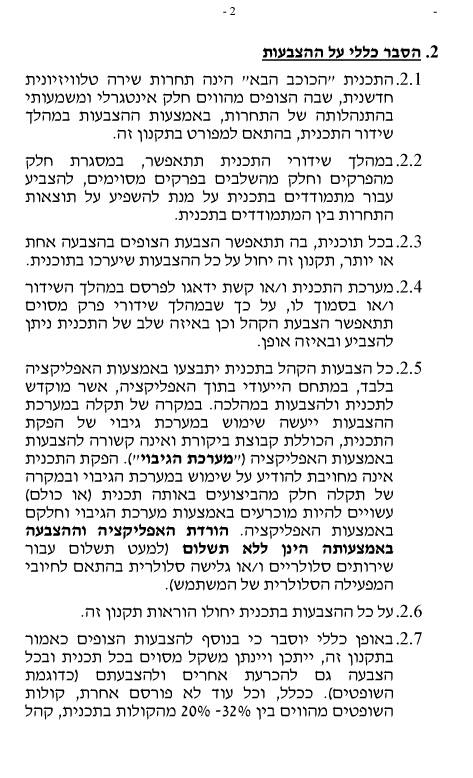 - 2 -
-
2. הסבר כללי על ההצבעות
2.1. התכנית "הכוכב הבא" הינה תחרות שירה טלוויזיונית
חדשנית, שבה הצופים מהווים חלק אינטגרלי ומשמעותי
בהתנהלותה של התחרות, באמצעות ההצבעות במהלך
שידור התכנית, בהתאם למפורט בתקנון זה.
2.2. במהלך שידורי התכנית תתאפשר, במסגרת חלק
מהפרקים וחלק מהשלבים בפרקים מסוימים, להצביע
עבור מתמודדים בתכנית על מנת להשפיע על תוצאות
התחרות בין המתמודדים בתכנית.
2.3. בכל תוכנית, בה תתאפשר הצבעת הצופים בהצבעה אחת
או יותר, תקנון זה יחול על כל ההצבעות שיערכו בתוכנית.
2.4. מערכת התכנית ו/או קשת ידאגו לפרסם במהלך השידור
ו/או בסמוך לו, על כך שבמהלך שידורי פרק מסוים
תתאפשר הצבעת הקהל וכן באיזה שלב של התכנית ניתן
להצביע ובאיזה אופן.
2.5. כל הצבעות הקהל בתכנית יתבצעו באמצעות האפליקציה
בלבד, במתחם הייעודי בתוך האפליקציה, אשר מוקדש
לתכנית ולהצבעות במהלכה. במקרה של תקלה במערכת
ההצבעות ייעשה שימוש במערכת גיבוי של הפקת
התכנית, הכוללת קבוצת ביקורת ואינה קשורה להצבעות
באמצעות האפליקציה ("מערכת הגיבוי"). הפקת התכנית
אינה מחויבת להודיע על שימוש במערכת הגיבוי ובמקרה
של תקלה חלק מהביצועים באותה תכנית (או כולם)
עשויים להיות מוכרעים באמצעות מערכת הגיבוי וחלקם
באמצעות האפליקציה. הורדת האפליקציה וההצבעה
באמצעותה הינן ללא תשלום (למעט תשלום עבור
שירותים סלולריים ו/או גלישה סלולרית בהתאם לחיובי
המפעילה הסלולרית של המשתמש).
2.6. על כל ההצבעות בתכנית יחולו הוראות תקנון זה.
2.7. באופן כללי יוסבר כי בנוסף להצבעות הצופים כאמור
בתקנון זה, ייתכן ויינתן משקל מסוים בכל תכנית ובכל
הצבעה גם להכרעת אחרים ולהצבעתם (כדוגמת
השופטים). ככלל, וכל עוד לא פורסם אחרת, קולות
השופטים מהווים בין 32%- 20% מהקולות בתכנית, קהל